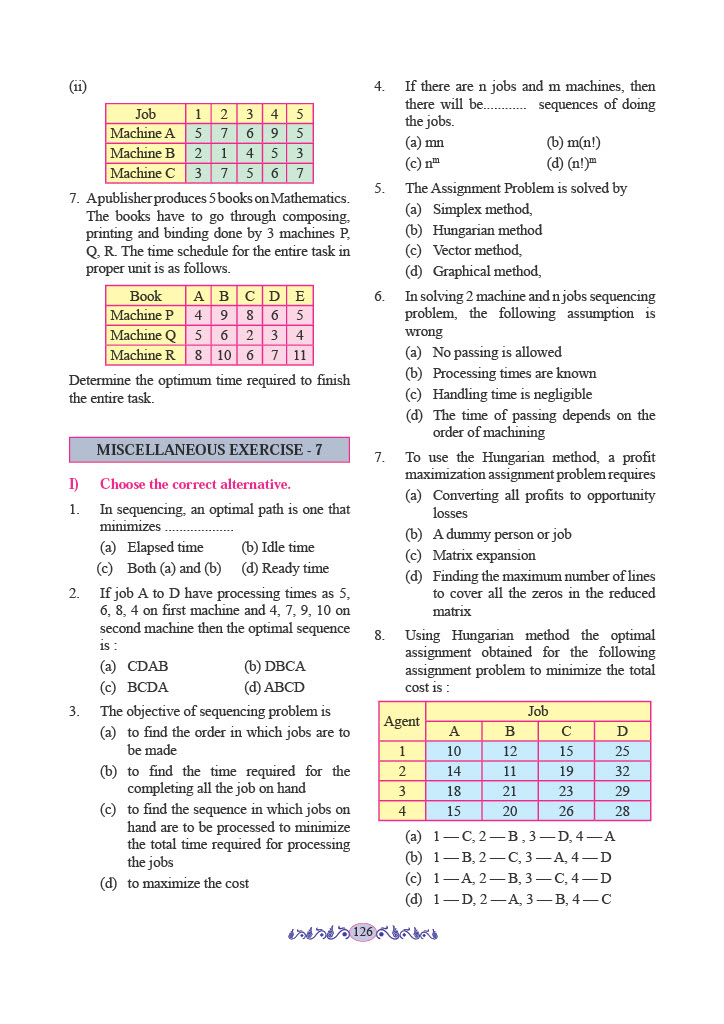 (ii)
Job 1 2 3 4 5
Machine A 5 7 6 9 5
Machine B 2 1 4 5 3
Machine C 3 7 5 6 7
7. A publisher produces 5 books on Mathematics.
The books have to go through composing,
printing and binding done by 3 machines P,
Q, R. The time schedule for the entire task in
proper unit is as follows.
Book A B C D E
Machine P 4 9 8 6 5
Machine Q 5 6 2 3 4
Machine R 8 10 6 7 11
Determine the optimum time required to finish
the entire task.
MISCELLANEOUS EXERCISE - 7
I) Choose the correct alternative.
1. In sequencing, an optimal path is one that
minimizes ...................
(a) Elapsed time (b) Idle time
(c) Both (a) and (b) (d) Ready time
2. If job A to D have processing times as 5,
6, 8, 4 on first machine and 4, 7, 9, 10 on
second machine then the optimal sequence
is :
(a) CDAB (b) DBCA
(c) BCDA (d) ABCD
3. The objective of sequencing problem is
(a) to find the order in which jobs are to
be made
(b) to find the time required for the
completing all the job on hand
(c) to find the sequence in which jobs on
hand are to be processed to minimize
the total time required for processing
the jobs
(d) to maximize the cost
4. If there are n jobs and m machines, then
there will be............ sequences of doing
the jobs.
(a) mn (b) m(n!)
(c) nᵐ (d) (n!)ᵐ
5. The Assignment Problem is solved by
(a) Simplex method,
(b) Hungarian method
(c) Vector method,
(d) Graphical method,
6. In solving 2 machine and n jobs sequencing
problem, the following assumption is
wrong
(a) No passing is allowed
(b) Processing times are known
(c) Handling time is negligible
(d) The time of passing depends on the
order of machining
7. To use the Hungarian method, a profit
maximization assignment problem requires
(a) Converting all profits to opportunity
losses
(b) A dummy person or job
(c) Matrix expansion
(d) Finding the maximum number of lines
to cover all the zeros in the reduced
matrix
8. Using Hungarian method the optimal
assignment obtained for the following
assignment problem to minimize the total
cost is :
Agent Job
A B C D
1 10 12 15 25
2 14 11 19 32
3 18 21 23 29
4 15 20 26 28
(a) 1 — C, 2 — B , 3 — D, 4 — A
(b) 1 — B, 2 — C, 3 — A, 4 — D
(c) 1 — A, 2 — B, 3 — C, 4 — D
(d) 1 — D, 2 — A, 3 — B, 4 — C
126